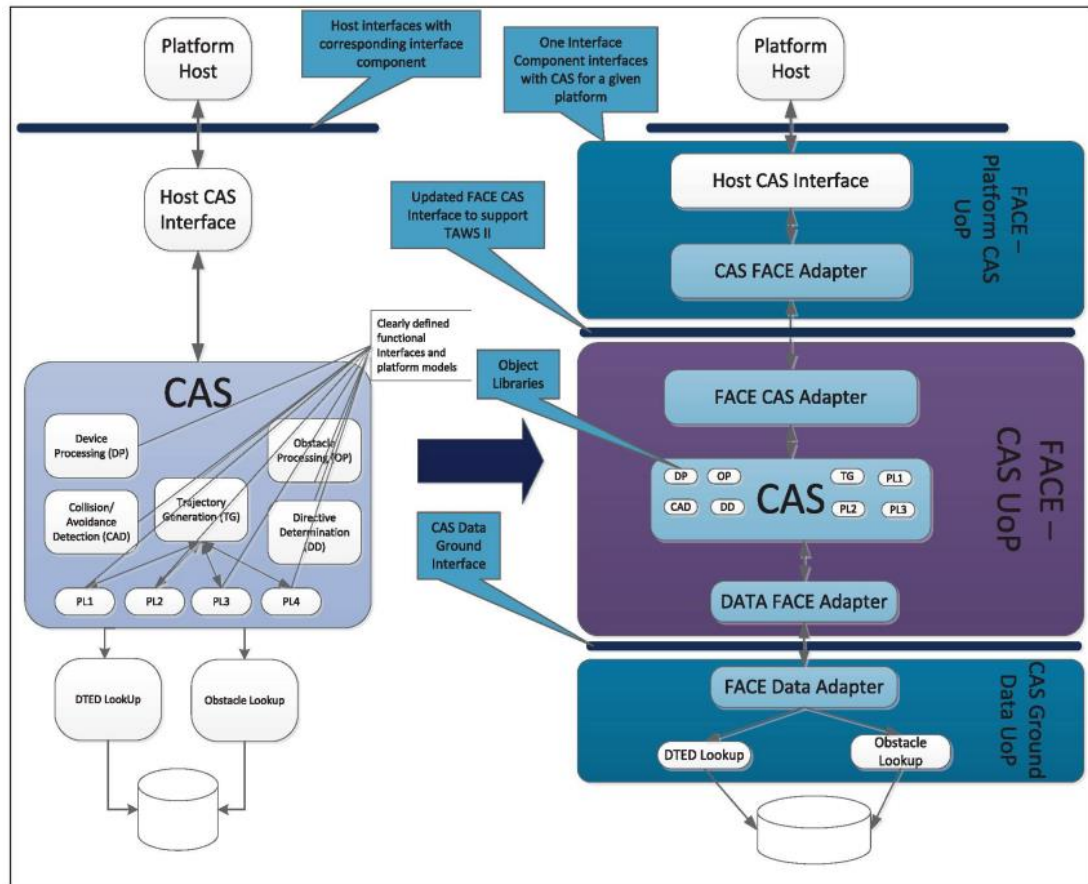 Platform
Host
Host interfaces with
corresponding interface
component
Host CAS
Interface
CAS
Device
Processing (DP)
Obstacle
Processing (OP)
Collision/
Avoidance
Detection (CAD)
Trajectory
Generation (TG)
Directive
Determination
(DD)
PL1
PL2
PL3
PL4
DTED LookUp
Obstacle Lookup
Clearly defined
functional
Interfaces and
platform models
One Interface
Component interfaces
with CAS for a given
platform
Updated FACE CAS
Interface to support
TAWS II
Object
Libraries
CAS Data
Ground
Interface
Platform
Host
Host CAS Interface
CAS FACE Adapter
FACE –
Platform CAS
UoP
FACE CAS Adapter
DP
OP
TG
PL1
CAS
CAD
DD
PL2
PL3
DATA FACE Adapter
FACE –
CAS UoP
FACE Data Adapter
DTED Lookup
Obstacle
Lookup
CAS Ground
Data UoP